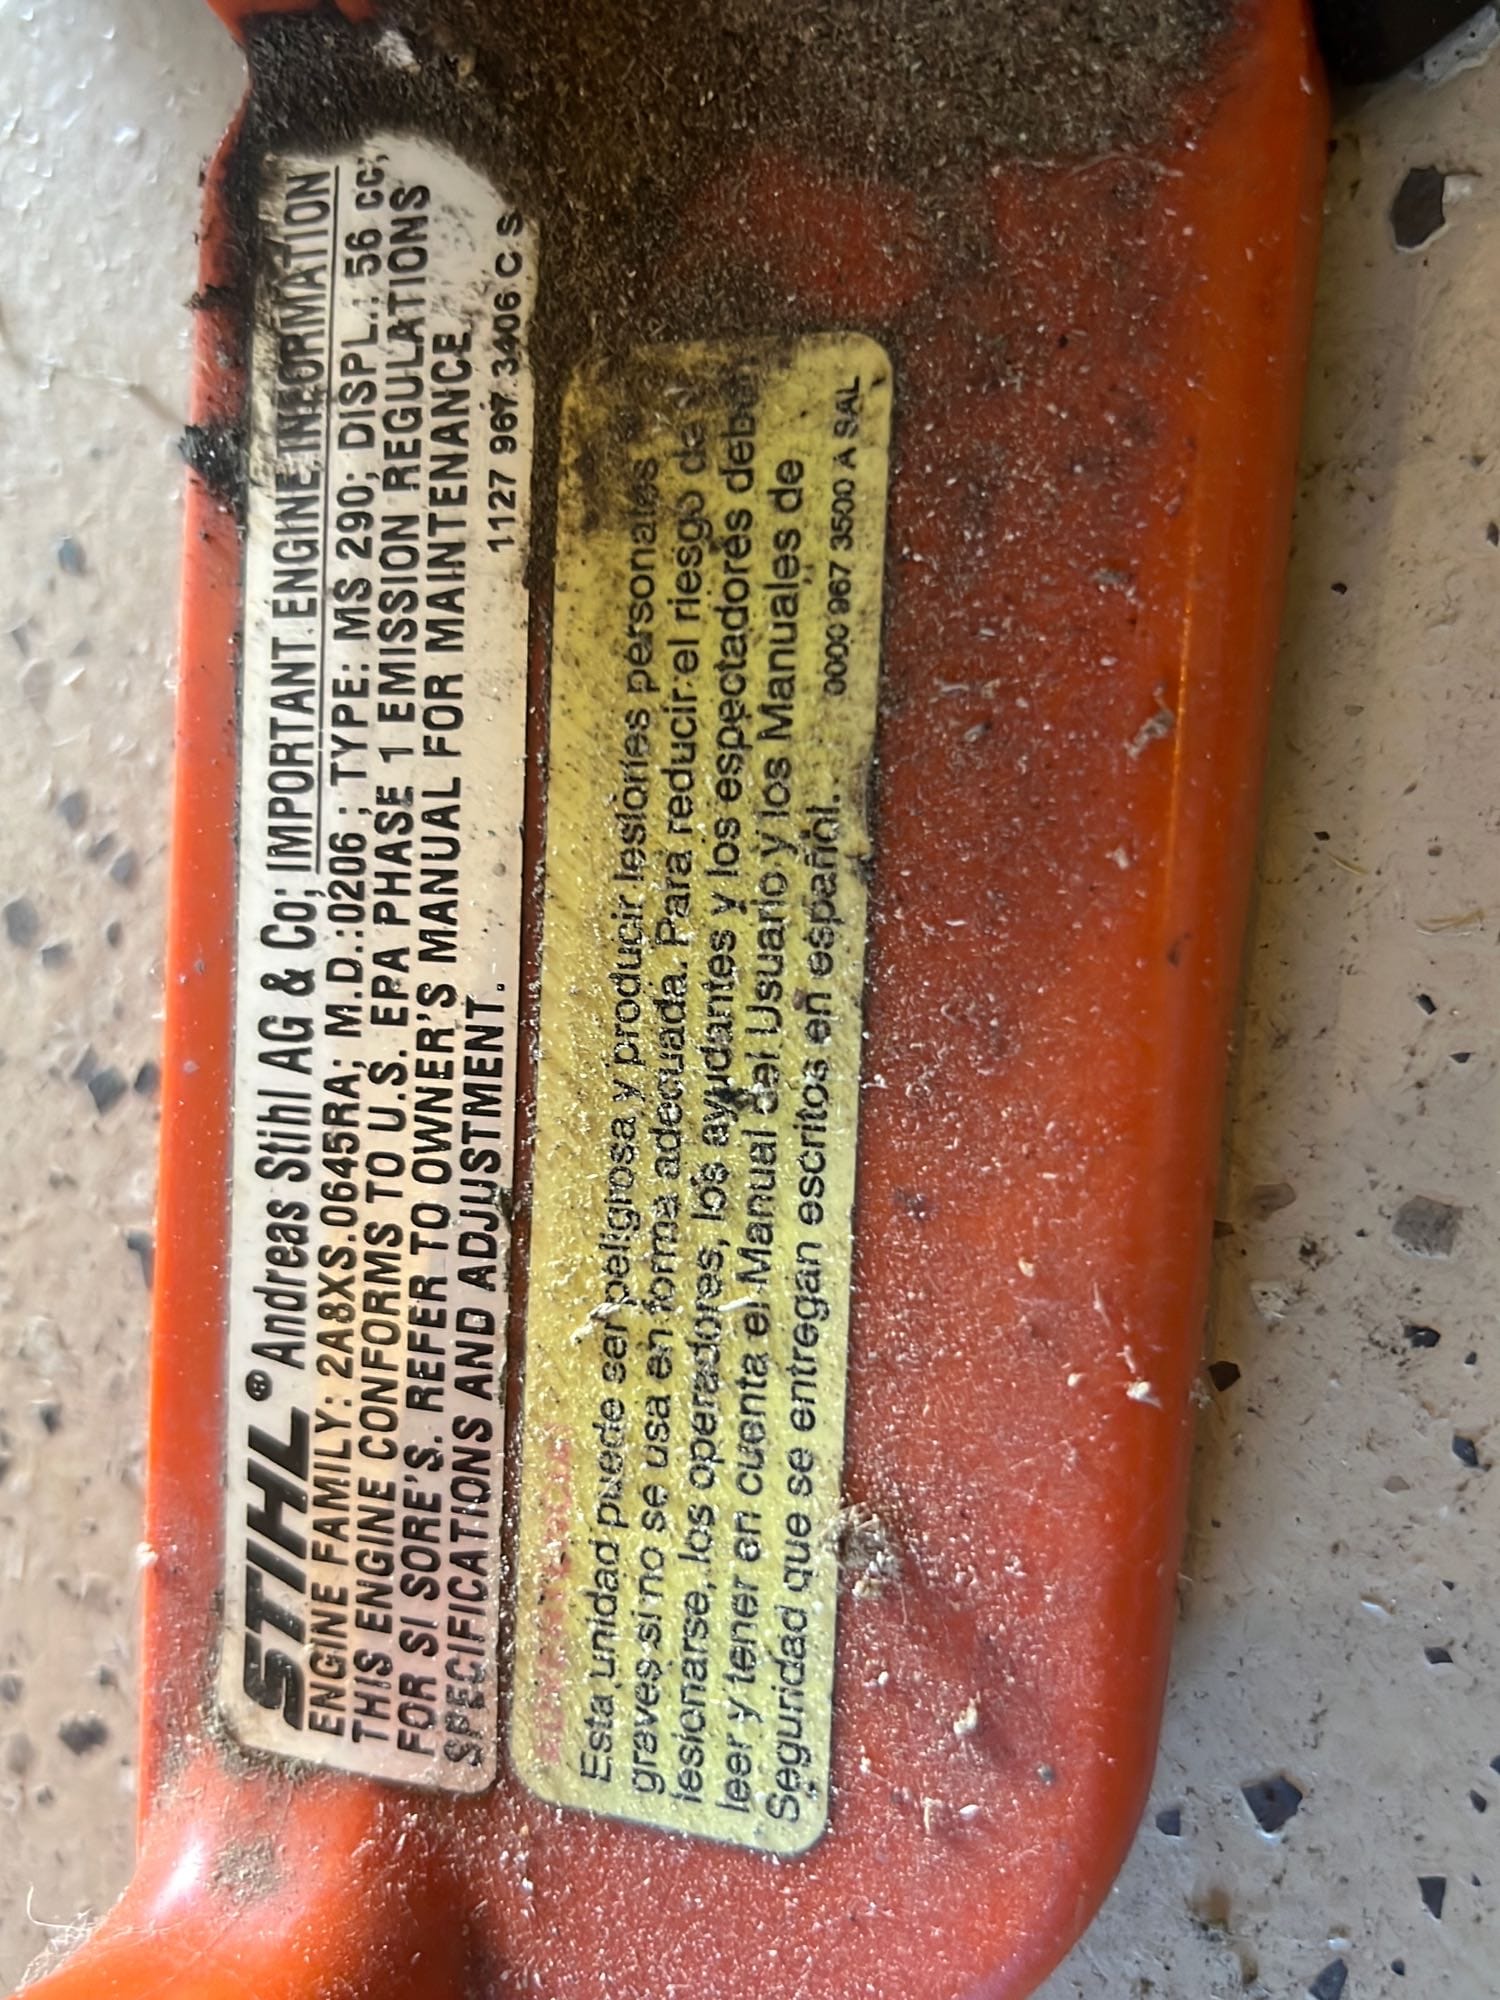 STIHL® Andreas Stihl AG & Co; IMPORTANT ENGINE INFORMATION
ENGINE FAMILY: 2A8XS.0645RA; M.D.:0206 ; TYPE: MS 290; DISPL.: 56 cc;
THIS ENGINE CONFORMS TO U.S. EPA PHASE 1 EMISSION REGULATIONS
FOR SI SORE'S. REFER TO OWNER'S MANUAL FOR MAINTENANCE
SPECIFICATIONS AND ADJUSTMENT.
1127 967 3406 C S
Esta unidad puede ser peligrosa y producir lesiones personales
graves si no se usa en forma adecuada. Para reducir el riesgo de
lesionarse, los operadores, los ayudantes y los espectadores deben
leer y tener en cuenta el Manual del Usuario y los Manuales de
Seguridad que se entregan escritos en español.
0000 967 3500 A SAL